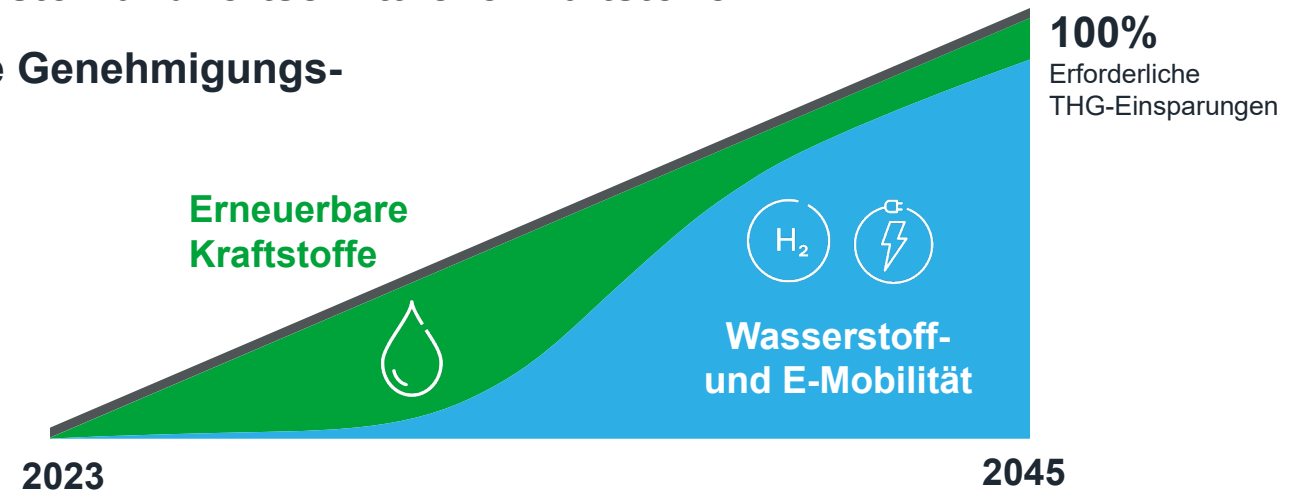 e Genehmigungs-
100%
Erforderliche
THG-Einsparungen
Erneuerbare
Kraftstoffe
H₂
Wasserstoff-
und E-Mobilität
2023
2045